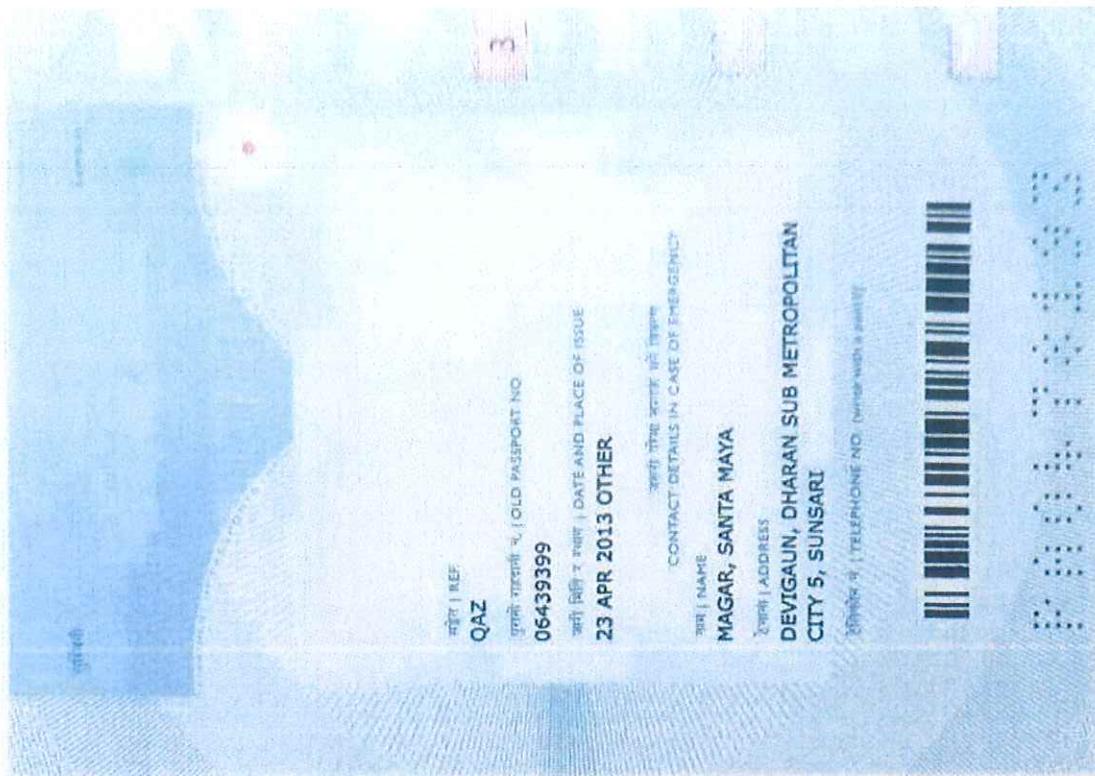 3
REF.
QAZ
OLD PASSPORT NO.
06439399
DATE AND PLACE OF ISSUE
23 APR 2013 OTHER
CONTACT DETAILS IN CASE OF EMERGENCY
नाम | NAME
MAGAR, SANTA MAYA
ठेगाना | ADDRESS
DEVIGAUN, DHARAN SUB METROPOLITAN
CITY 5, SUNSARI
TELEPHONE NO.